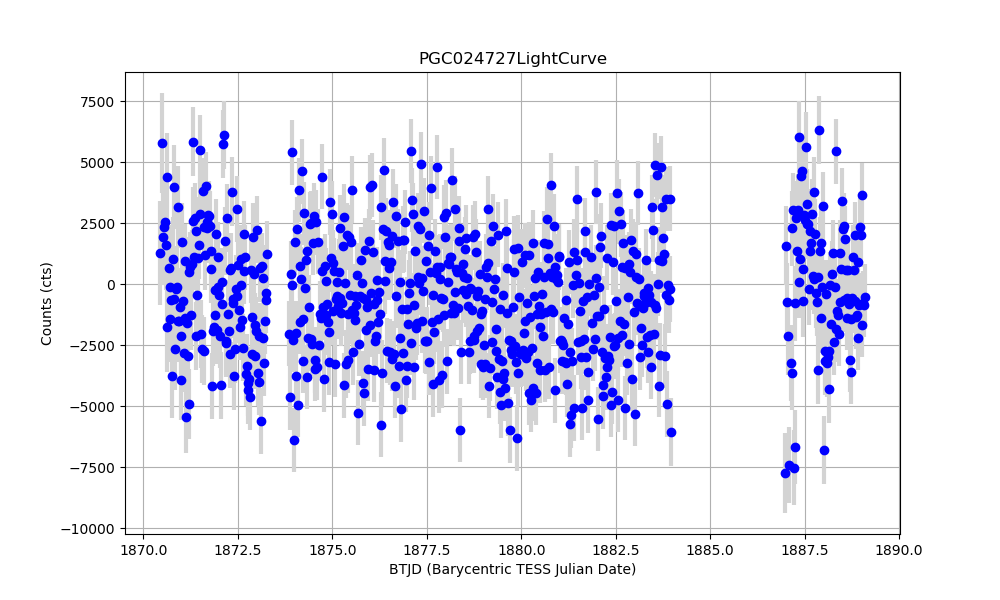 PGC024727LightCurve
7500
5000
2500
0
−2500
−5000
−7500
−10000
Counts (cts)
1870.0 1872.5 1875.0 1877.5 1880.0 1882.5 1885.0 1887.5 1890.0
BTJD (Barycentric TESS Julian Date)